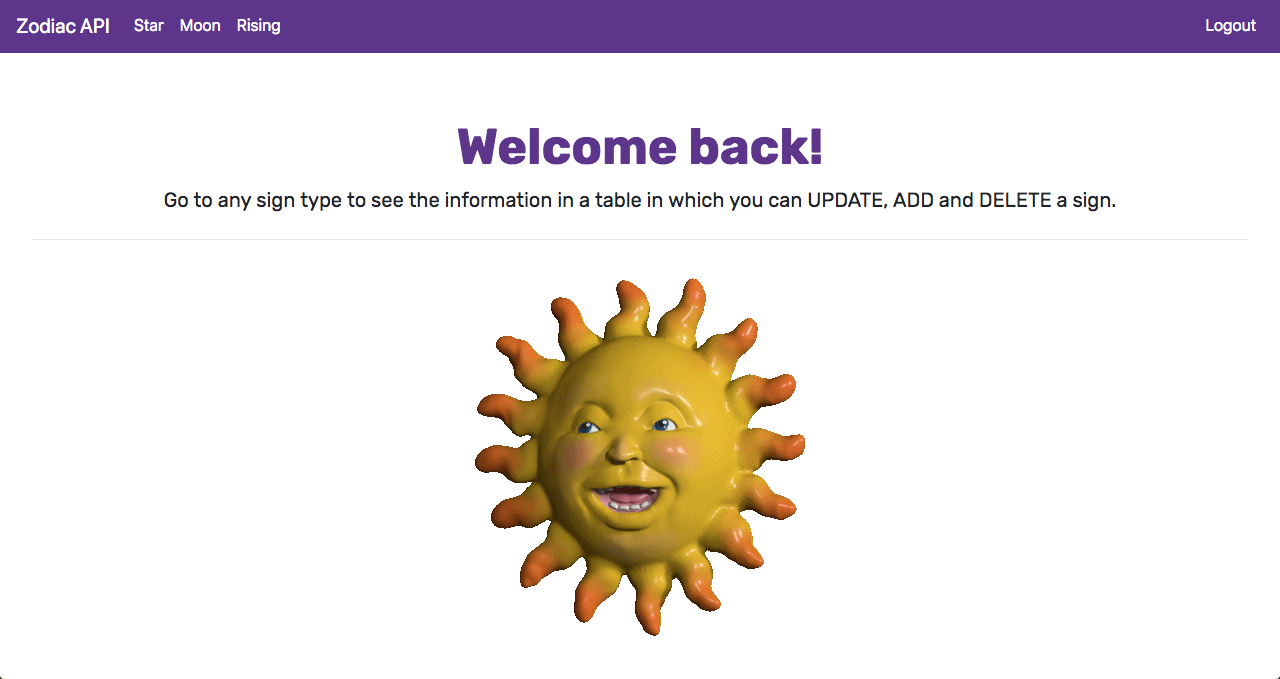 Zodiac API Star Moon Rising Logout
Welcome back!
Go to any sign type to see the information in a table in which you can UPDATE, ADD and DELETE a sign.